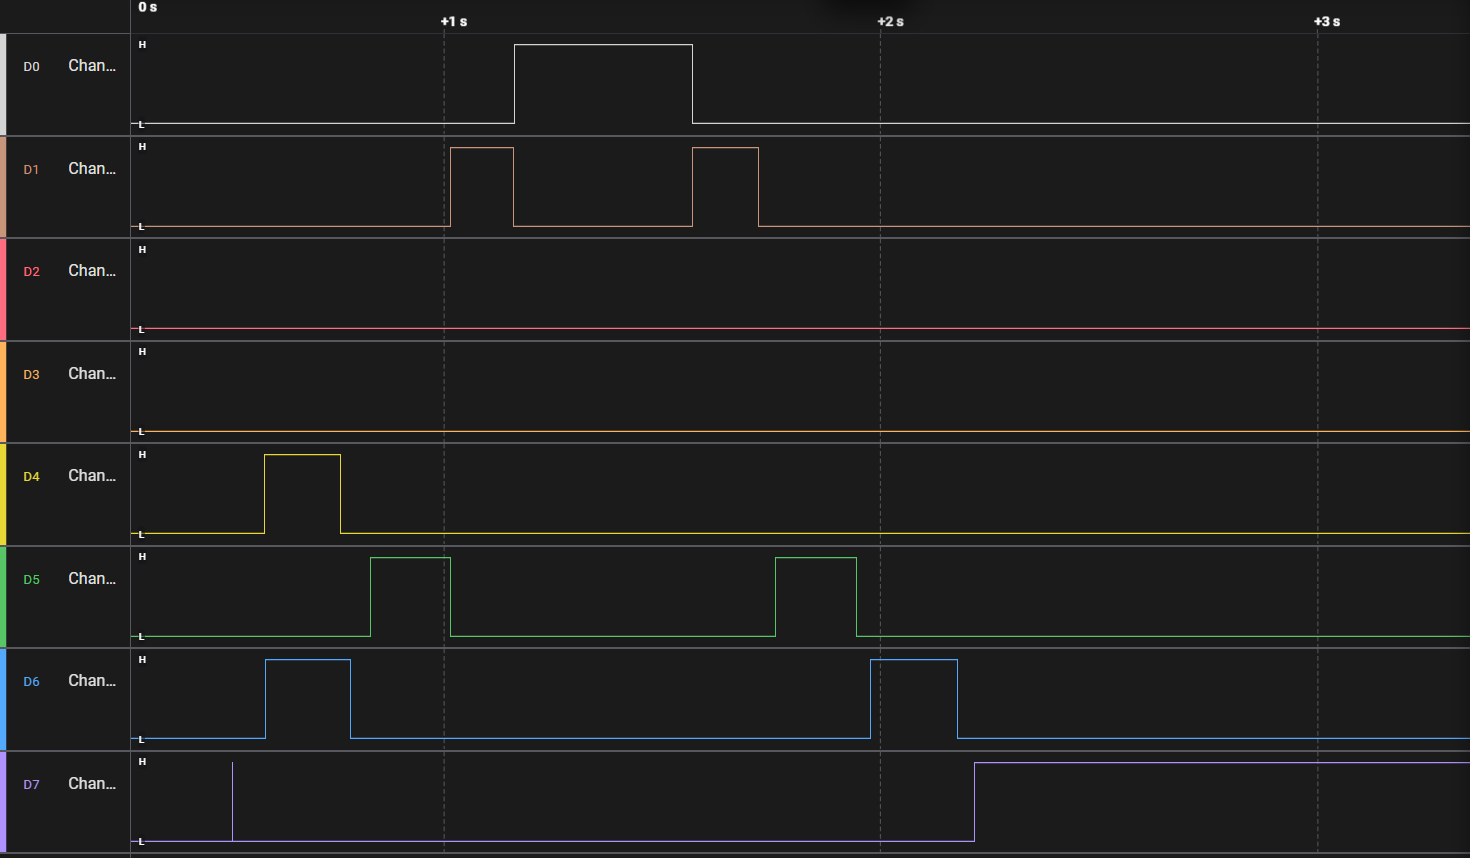 0 s
+1 s +2 s +3 s
H
D0 Chan...
L
H
D1 Chan...
L
H
D2 Chan...
L
H
D3 Chan...
L
H
D4 Chan...
L
H
D5 Chan...
L
H
D6 Chan...
L
H
D7 Chan...
L